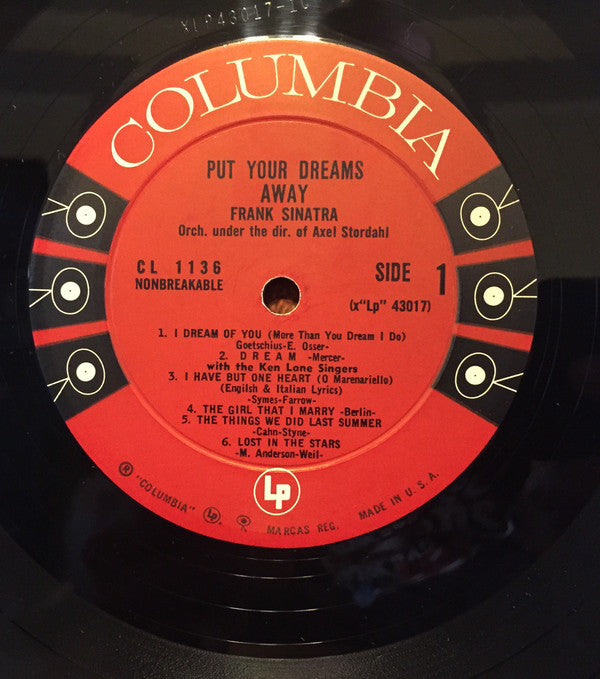 COLUMBIA
PUT YOUR DREAMS
AWAY
FRANK SINATRA
Orch. under the dir. of Axel Stordahl
CL 1136
NONBREAKABLE
SIDE 1
(x"Lp" 43017)
1. I DREAM OF YOU (More Than You Dream I Do)
Goetschius-E. Osser-
2. DREAM -Mercer-
with the Ken Lane Singers
3. I HAVE BUT ONE HEART (O Marenariello)
(Engilsh & Italian Lyrics)
-Symes-Farrow-
4. THE GIRL THAT I MARRY -Berlin-
5. THE THINGS WE DID LAST SUMMER
-Cahn-Styne-
6. LOST IN THE STARS
-M. Anderson-Weil-
Lp
® "COLUMBIA" Lp MARCAS REG. MADE IN U. S. A.